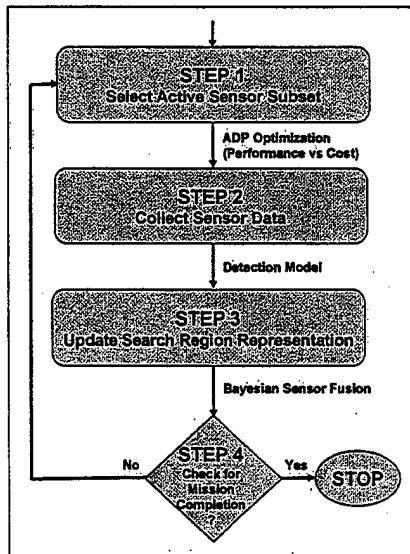 STEP 1
Select Active Sensor Subset
ADP Optimization
(Performance vs Cost)
STEP 2
Collect Sensor Data
Detection Model
STEP 3
Update Search Region Representation
Bayesian Sensor Fusion
STEP 4
Check for
Mission
Completion
?
No
Yes
STOP